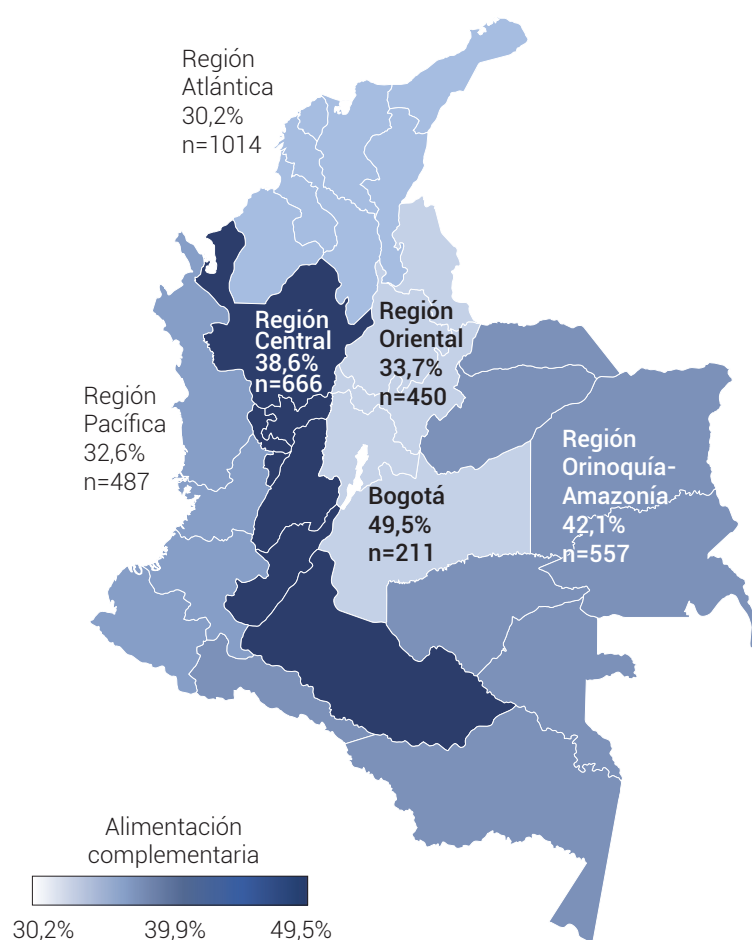 Región
Atlántica
30,2%
n=1014
Región
Central
38,6%
n=666
Región
Oriental
33,7%
n=450
Región
Pacífica
32,6%
n=487
Región
Orinoquía-
Amazonía
42,1%
n=557
Bogotá
49,5%
n=211
Alimentación
complementaria
30,2%
39,9%
49,5%